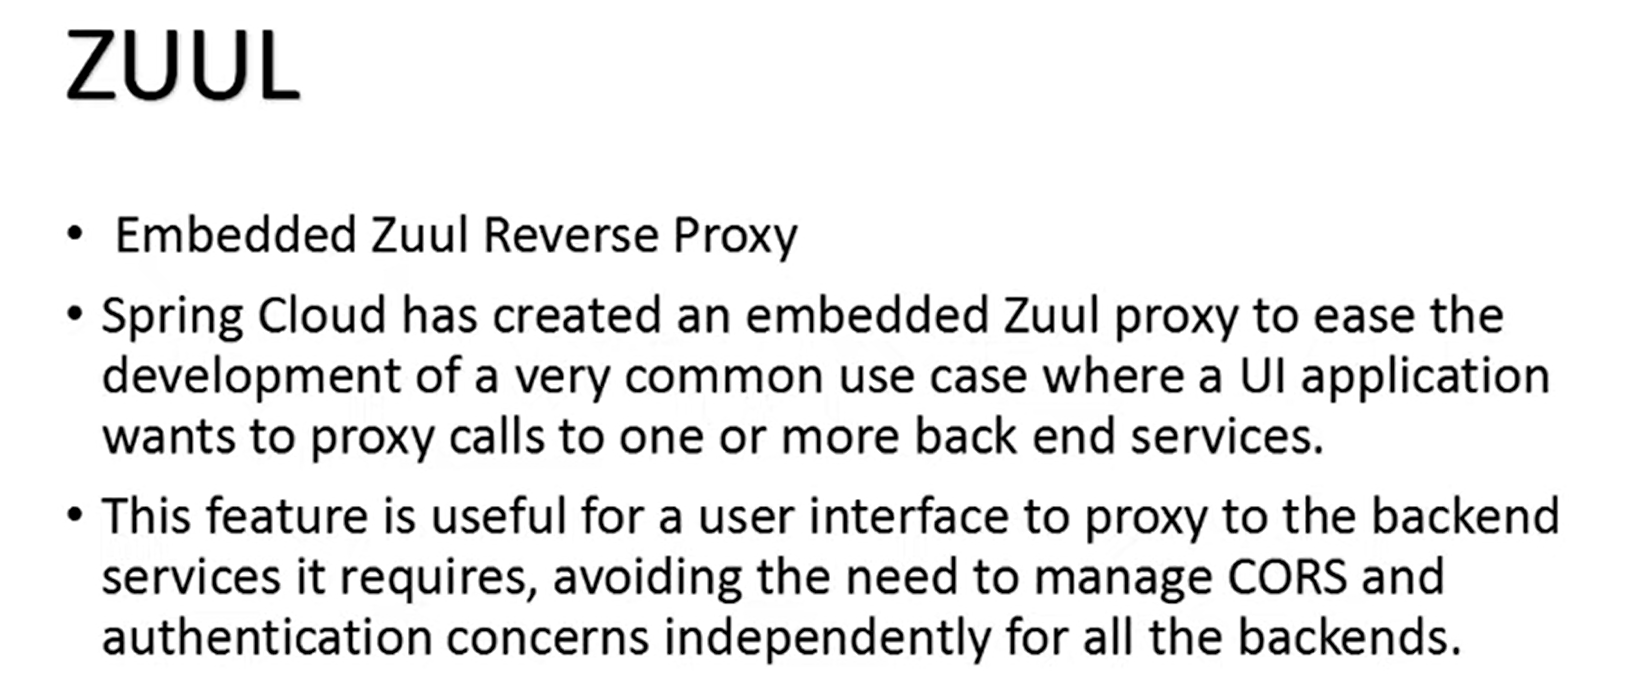 ZUUL
• Embedded Zuul Reverse Proxy
• Spring Cloud has created an embedded Zuul proxy to ease the
development of a very common use case where a UI application
wants to proxy calls to one or more back end services.
• This feature is useful for a user interface to proxy to the backend
services it requires, avoiding the need to manage CORS and
authentication concerns independently for all the backends.